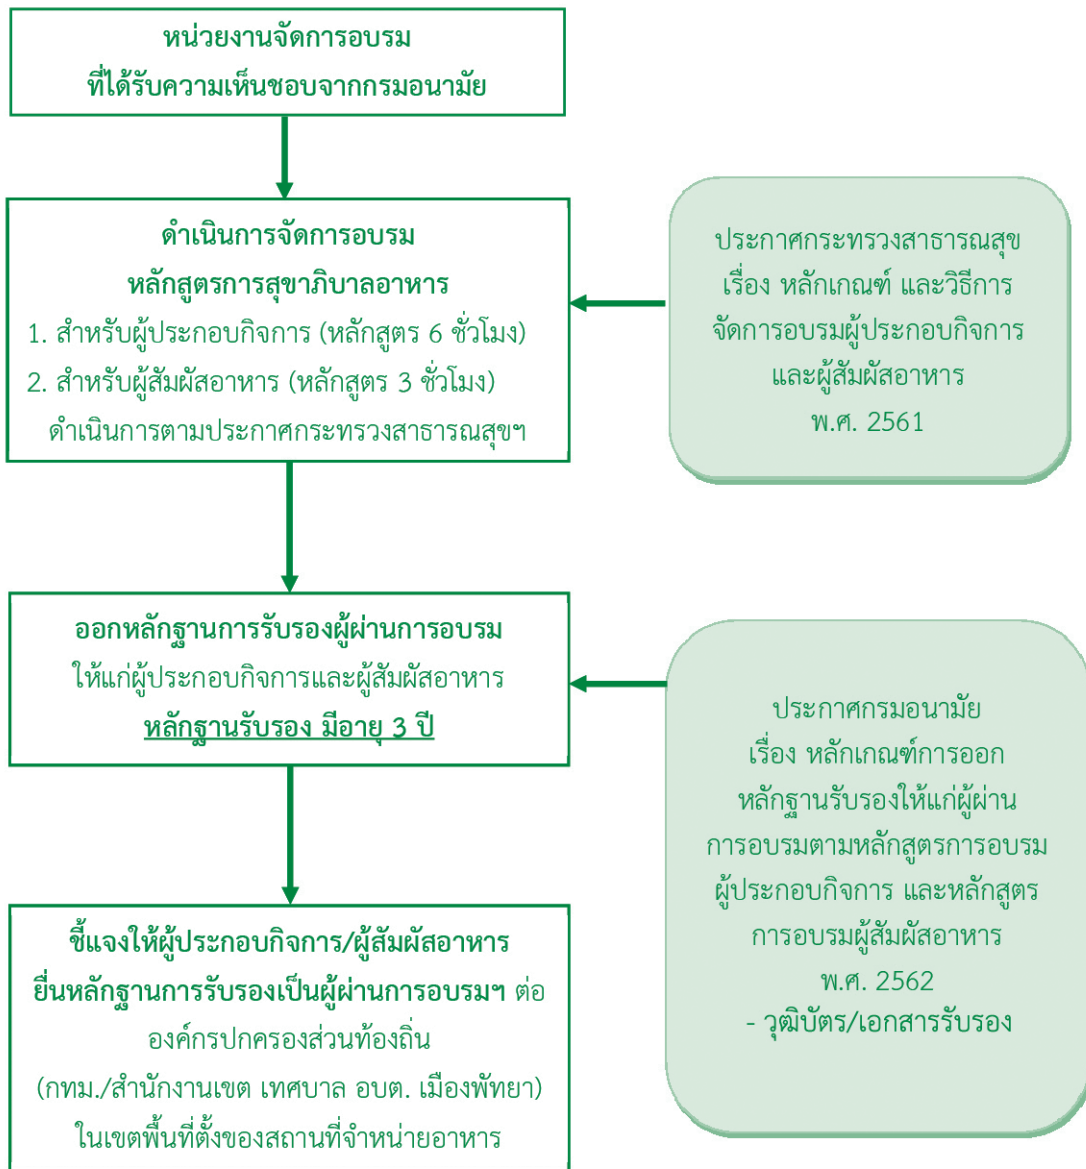 หน่วยงานจัดการอบรม
ที่ได้รับความเห็นชอบจากกรมอนามัย
ดำเนินการจัดการอบรม
หลักสูตรการสุขาภิบาลอาหาร
1. สำหรับผู้ประกอบกิจการ (หลักสูตร 6 ชั่วโมง)
2. สำหรับผู้สัมผัสอาหาร (หลักสูตร 3 ชั่วโมง)
ดำเนินการตามประกาศกระทรวงสาธารณสุขฯ
ประกาศกระทรวงสาธารณสุข
เรื่อง หลักเกณฑ์ และวิธีการ
จัดการอบรมผู้ประกอบกิจการ
และผู้สัมผัสอาหาร
พ.ศ. 2561
ออกหลักฐานการรับรองผู้ผ่านการอบรม
ให้แก่ผู้ประกอบกิจการและผู้สัมผัสอาหาร
หลักฐานรับรอง มีอายุ 3 ปี
ประกาศกรมอนามัย
เรื่อง หลักเกณฑ์การออก
หลักฐานรับรองให้แก่ผู้ผ่าน
การอบรมตามหลักสูตรการอบรม
ผู้ประกอบกิจการ และหลักสูตร
การอบรมผู้สัมผัสอาหาร
พ.ศ. 2562
- วุฒิบัตร/เอกสารรับรอง
ชี้แจงให้ผู้ประกอบกิจการ/ผู้สัมผัสอาหาร
ยื่นหลักฐานการรับรองเป็นผู้ผ่านการอบรมฯ ต่อ
องค์กรปกครองส่วนท้องถิ่น
(กทม./สำนักงานเขต เทศบาล อบต. เมืองพัทยา)
ในเขตพื้นที่ตั้งของสถานที่จำหน่ายอาหาร